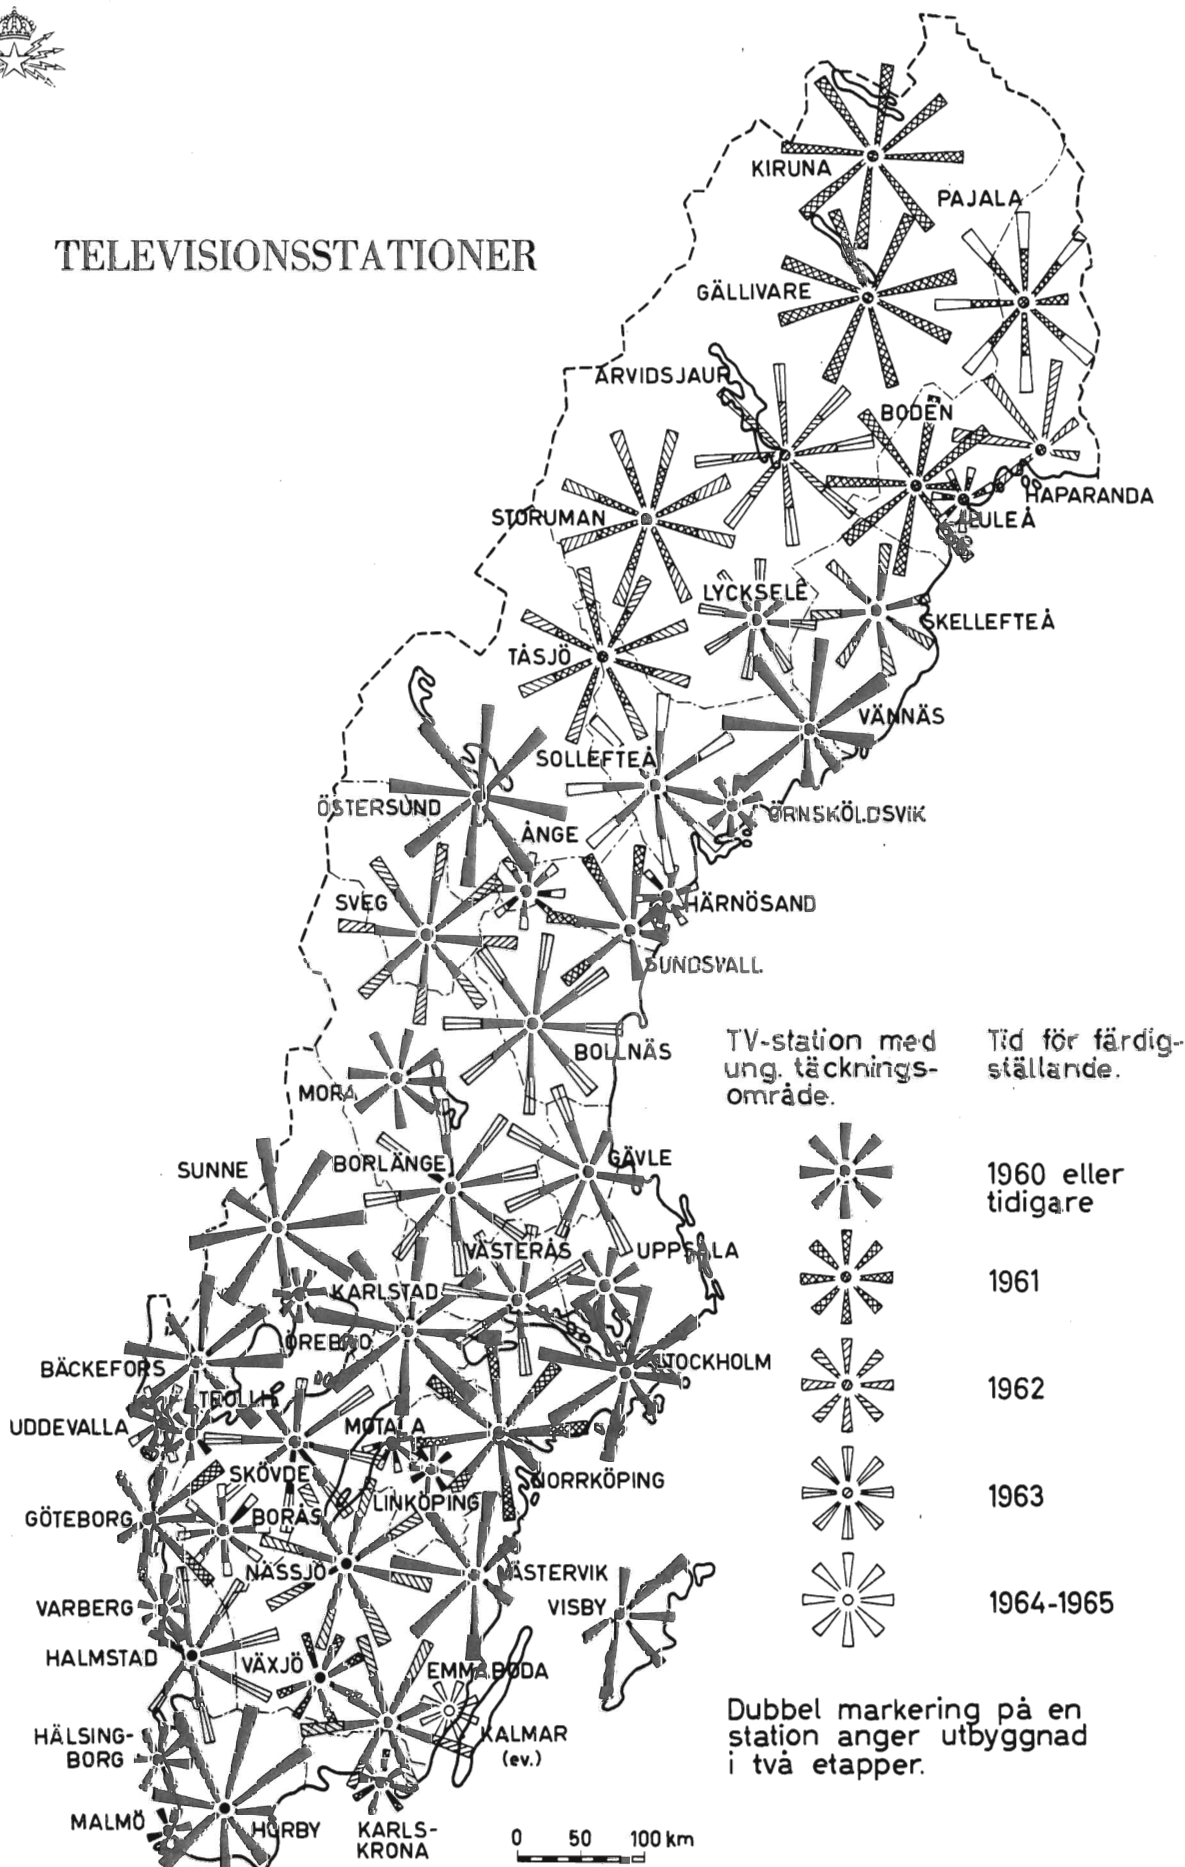 TELEVISIONSSTATIONER
KIRUNA
PAJALA
GÄLLIVARE
ARVIDSJAUR
BODEN
HAPARANDA
LULEÅ
STORUMAN
LYCKSELE
SKELLEFTEÅ
TÅSJÖ
VÄNNÄS
SOLLEFTEÅ
ÖSTERSUND
ÖRNSKÖLDSVIK
ÅNGE
SVEG
HÄRNÖSAND
SUNDSVALL
BOLLNÄS
MORA
SUNNE
BORLÄNGE
GÄVLE
VÄSTERÅS
UPPSALA
KARLSTAD
ÖREBRO
BÄCKEFORS
STOCKHOLM
TROLLH.
UDDEVALLA
MOTALA
SKÖVDE
NORRKÖPING
LINKÖPING
GÖTEBORG
BORÅS
NÄSSJÖ
VÄSTERVIK
VARBERG
VISBY
HALMSTAD
VÄXJÖ
EMMABODA
HÄLSING-
BORG
KALMAR
(ev.)
MALMÖ
HÖRBY
KARLS-
KRONA
TV-station med
ung. täcknings-
område.
Tid för färdig-
ställande.
1960 eller
tidigare
1961
1962
1963
1964-1965
Dubbel markering på en
station anger utbyggnad
i två etapper.
0 50 100 km